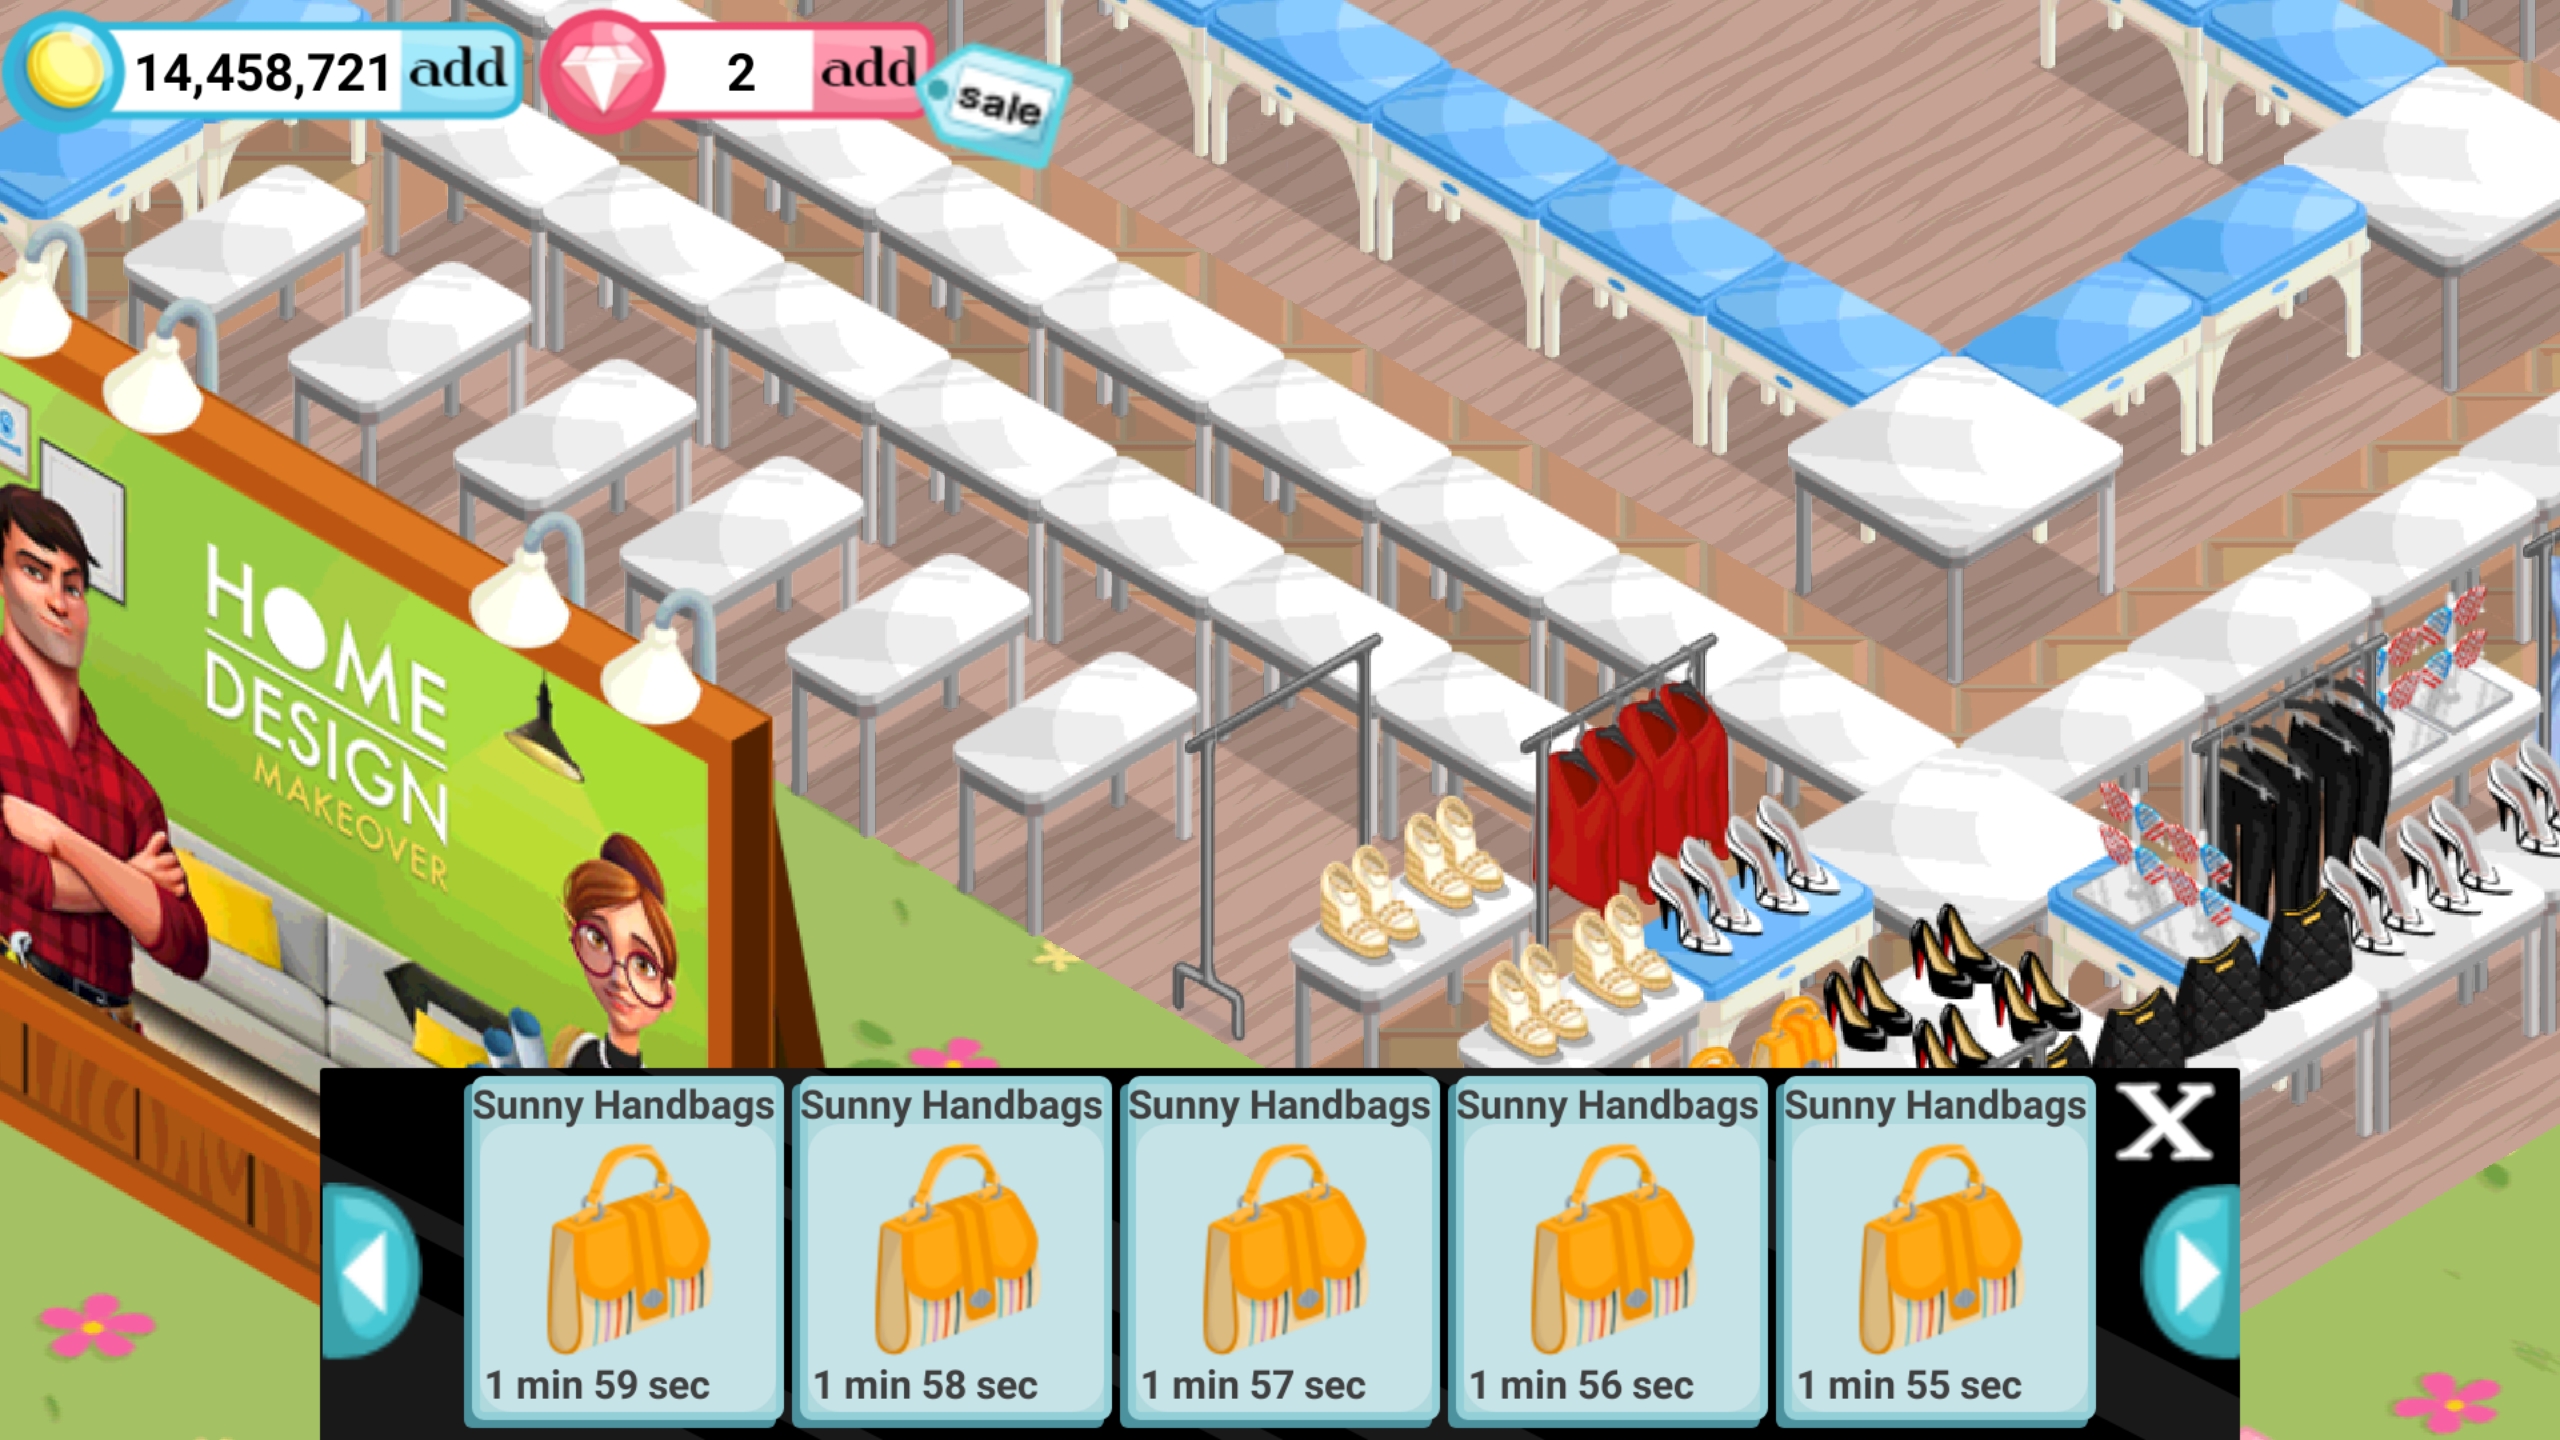 14,458,721 add
2 add
sale
HOME
DESIGN
MAKEOVER
Sunny Handbags
1 min 59 sec
Sunny Handbags
1 min 58 sec
Sunny Handbags
1 min 57 sec
Sunny Handbags
1 min 56 sec
Sunny Handbags
1 min 55 sec
X